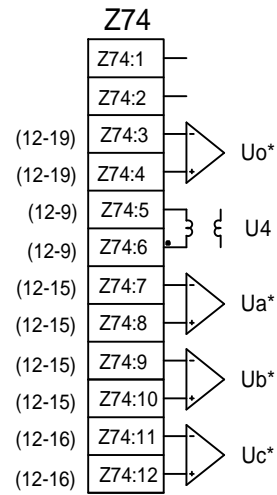 Z74
Z74:1
Z74:2
(12-19) Z74:3 -
(12-19) Z74:4 + Uo*
(12-9) Z74:5
(12-9) Z74:6 U4
(12-15) Z74:7 -
(12-15) Z74:8 + Ua*
(12-15) Z74:9 -
(12-15) Z74:10 + Ub*
(12-16) Z74:11 -
(12-16) Z74:12 + Uc*